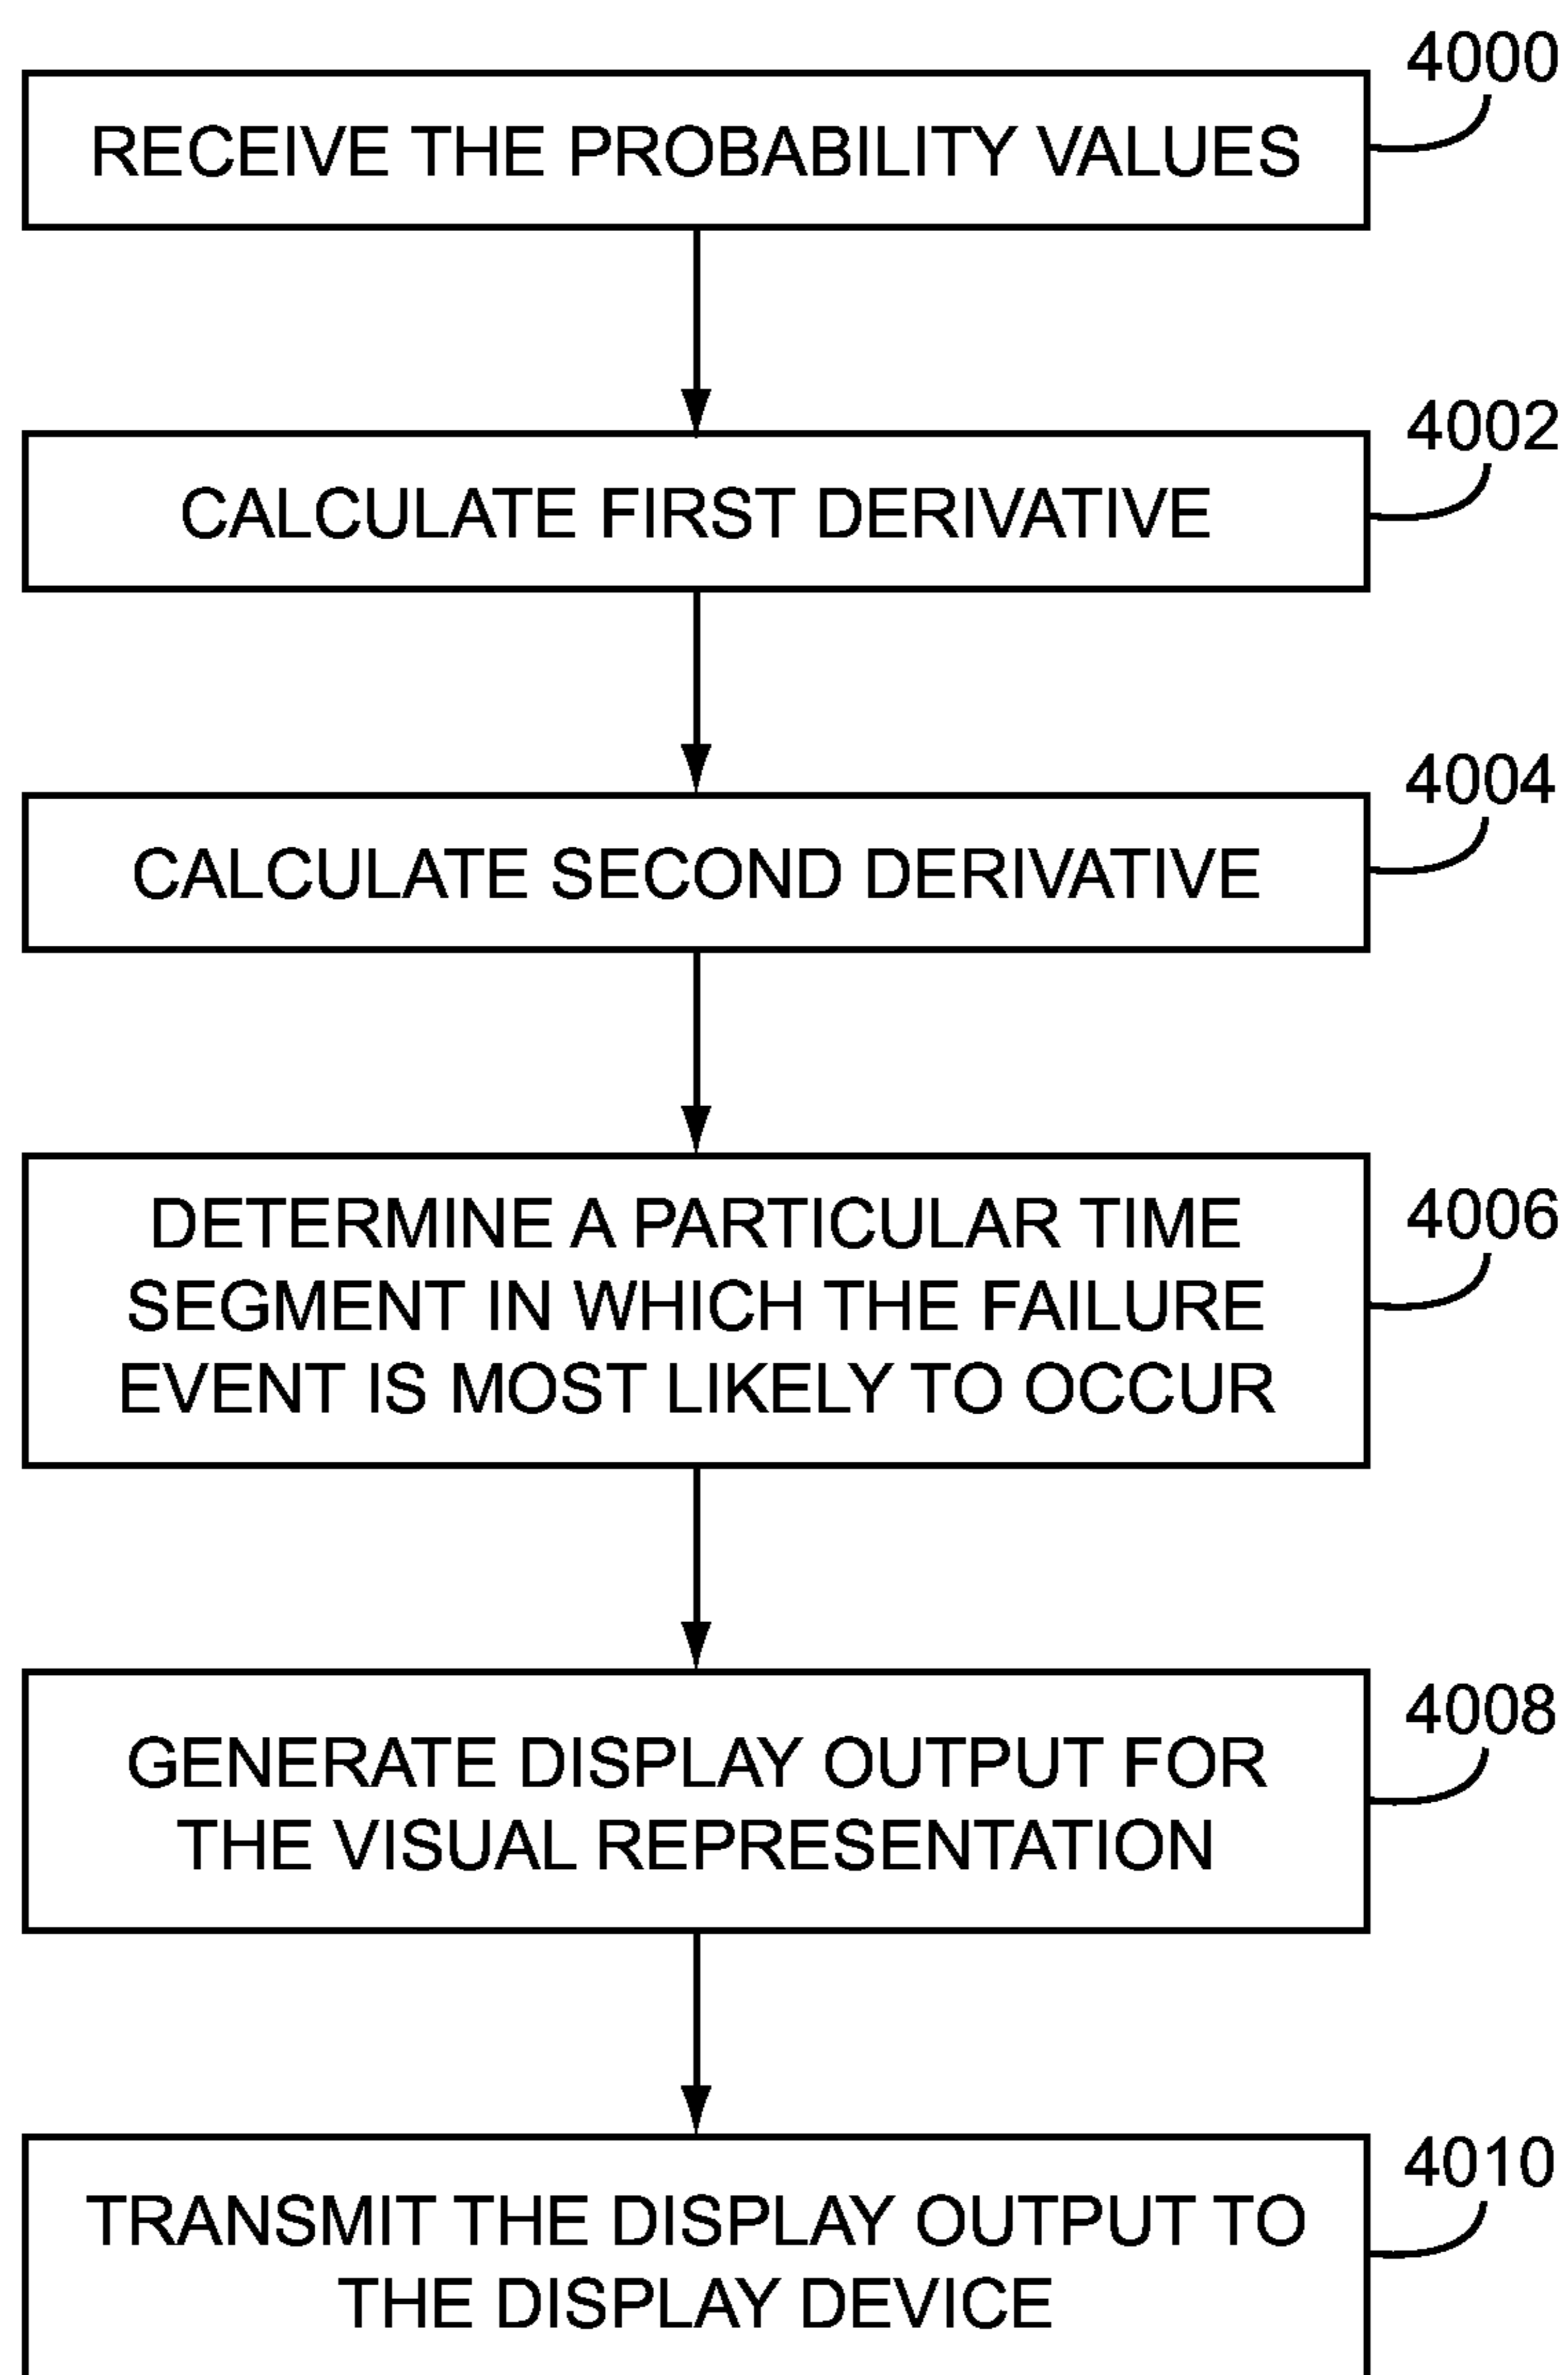 4000
RECEIVE THE PROBABILITY VALUES
4002
CALCULATE FIRST DERIVATIVE
4004
CALCULATE SECOND DERIVATIVE
4006
DETERMINE A PARTICULAR TIME
SEGMENT IN WHICH THE FAILURE
EVENT IS MOST LIKELY TO OCCUR
4008
GENERATE DISPLAY OUTPUT FOR
THE VISUAL REPRESENTATION
4010
TRANSMIT THE DISPLAY OUTPUT TO
THE DISPLAY DEVICE